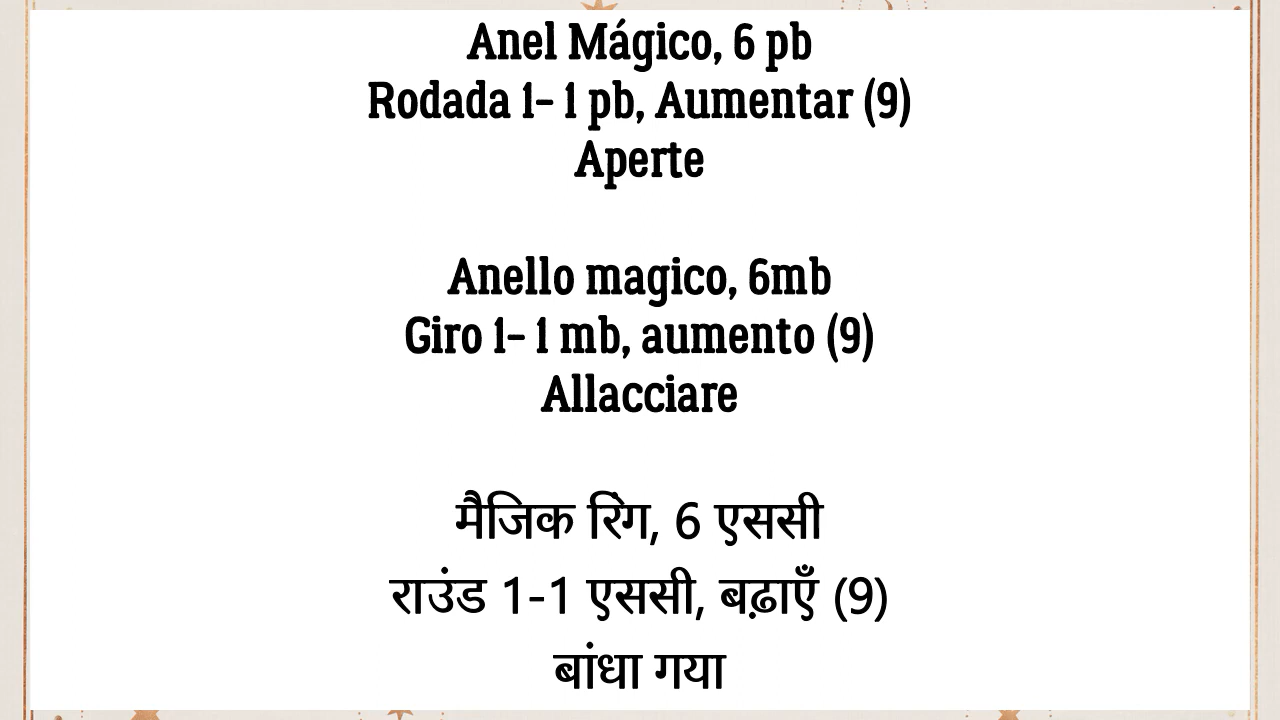 Anel Mágico, 6 pb
Rodada 1- 1 pb, Aumentar (9)
Aperte
Anello magico, 6mb
Giro 1- 1 mb, aumento (9)
Allacciare
मैजिक रिंग, 6 एससी
राउंड 1-1 एससी, बढ़ाएँ (9)
बांधा गया